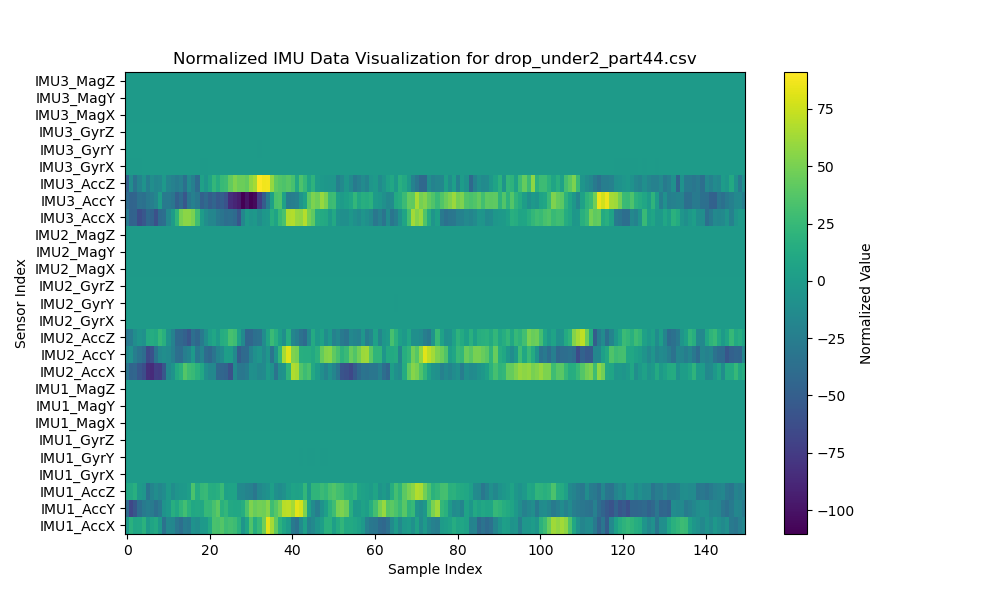 Normalized IMU Data Visualization for drop_under2_part44.csv
IMU3_MagZ
IMU3_MagY
IMU3_MagX
IMU3_GyrZ
IMU3_GyrY
IMU3_GyrX
IMU3_AccZ
IMU3_AccY
IMU3_AccX
IMU2_MagZ
IMU2_MagY
IMU2_MagX
IMU2_GyrZ
IMU2_GyrY
IMU2_GyrX
IMU2_AccZ
IMU2_AccY
IMU2_AccX
IMU1_MagZ
IMU1_MagY
IMU1_MagX
IMU1_GyrZ
IMU1_GyrY
IMU1_GyrX
IMU1_AccZ
IMU1_AccY
IMU1_AccX
Sensor Index
0 20 40 60 80 100 120 140
Sample Index
75
50
25
0
−25
−50
−75
−100
Normalized Value